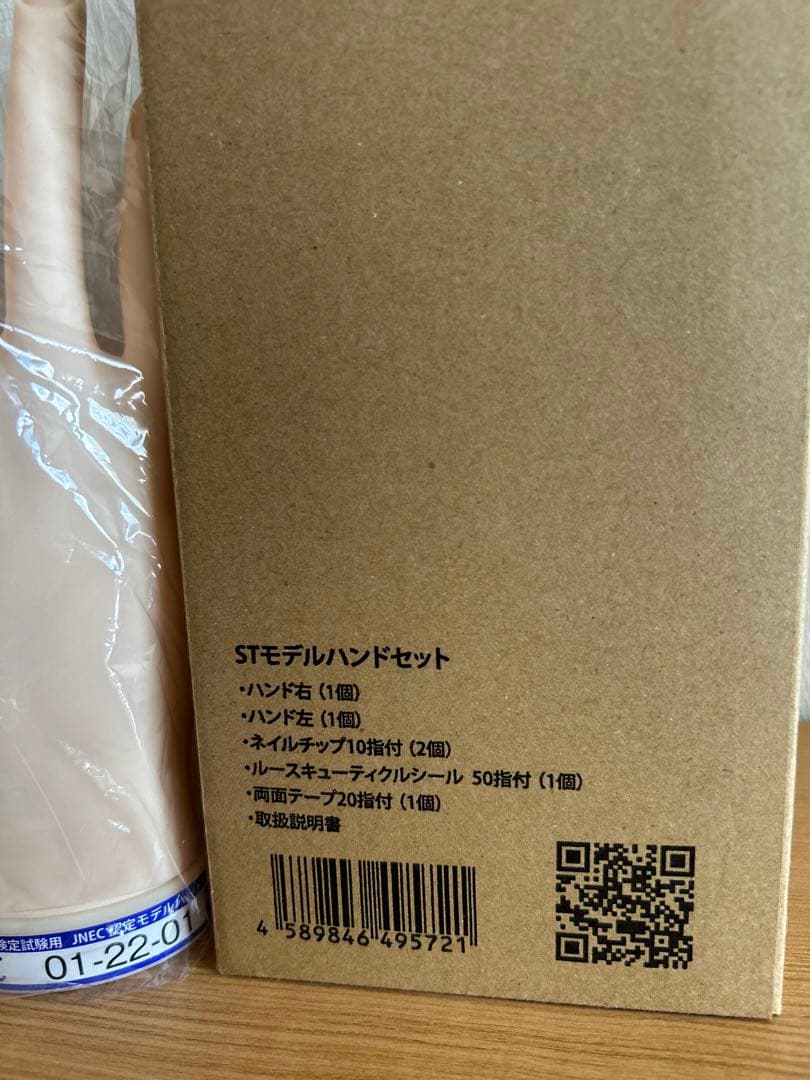 STモデルハンドセット
・ハンド右（1個）
・ハンド左（1個）
・ネイルチップ10指付（2個）
・ルースキューティクルシール 50指付（1個）
・両面テープ20指付（1個）
・取扱説明書
4 589846 495721
検定試験用 JNEC認定モデル
01-22-01